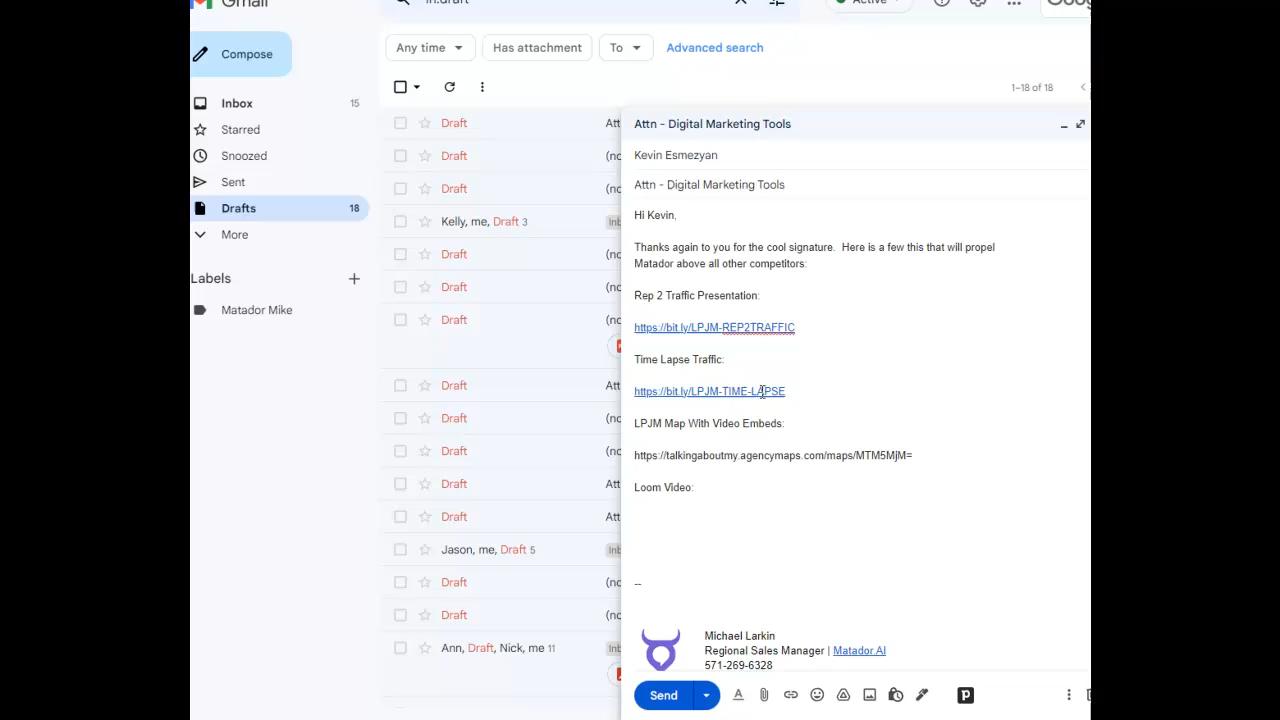 Gmail
in:draft
Active
Compose
Any time
Has attachment
To
Advanced search
Inbox 15
Starred
Snoozed
Sent
Drafts 18
More
Labels
Matador Mike
1–18 of 18
Draft
Draft
Draft
Kelly, me, Draft 3
Draft
Draft
Draft
Draft
Draft
Draft
Draft
Draft
Jason, me, Draft 5
Draft
Draft
Ann, Draft, Nick, me 11
Attn - Digital Marketing Tools
Kevin Esmezyan
Attn - Digital Marketing Tools
Hi Kevin,
Thanks again to you for the cool signature. Here is a few this that will propel
Matador above all other competitors:
Rep 2 Traffic Presentation:
https://bit.ly/LPJM-REP2TRAFFIC
Time Lapse Traffic:
https://bit.ly/LPJM-TIME-LAPSE
LPJM Map With Video Embeds:
https://talkingaboutmy.agencymaps.com/maps/MTM5MjM=
Loom Video:
--
Michael Larkin
Regional Sales Manager | Matador.AI
571-269-6328
Send